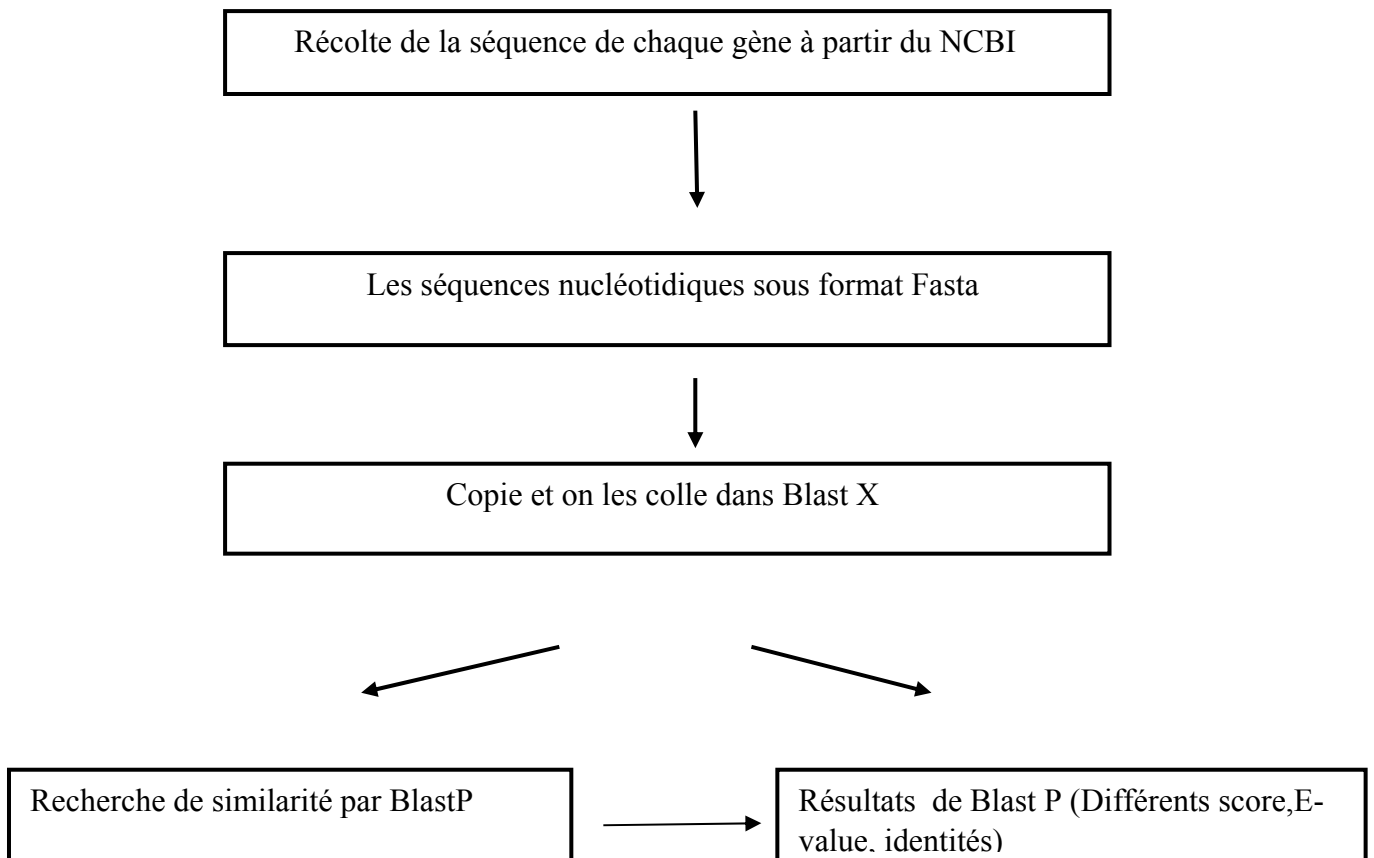 Récolte de la séquence de chaque gène à partir du NCBI
Les séquences nucléotidiques sous format Fasta
Copie et on les colle dans Blast X
Recherche de similarité par BlastP
Résultats  de Blast P (Différents score,E-
value, identités)